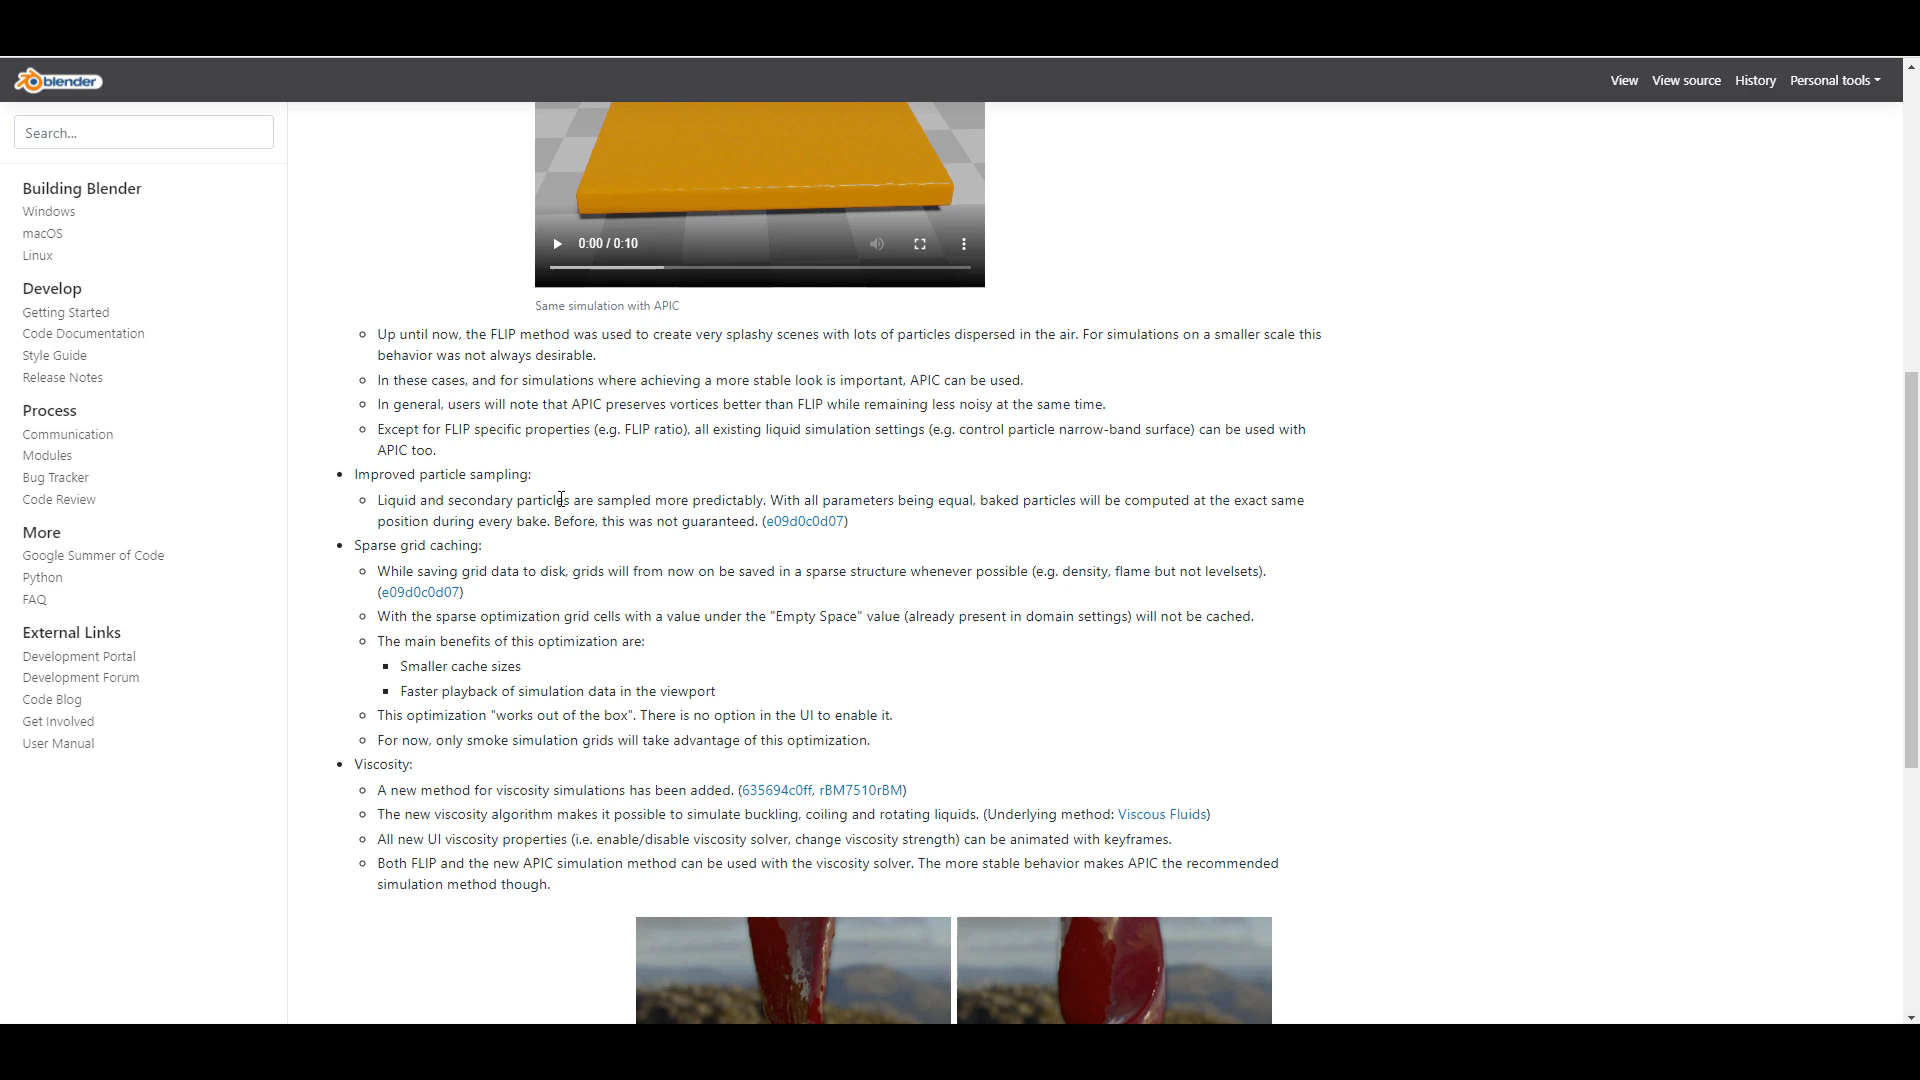 blender
View View source History Personal tools
Search...
Building Blender
Windows
macOS
Linux
Develop
Getting Started
Code Documentation
Style Guide
Release Notes
Process
Communication
Modules
Bug Tracker
Code Review
More
Google Summer of Code
Python
FAQ
External Links
Development Portal
Development Forum
Code Blog
Get Involved
User Manual
0:00 / 0:10
Same simulation with APIC
Up until now, the FLIP method was used to create very splashy scenes with lots of particles dispersed in the air. For simulations on a smaller scale this
behavior was not always desirable.
In these cases, and for simulations where achieving a more stable look is important, APIC can be used.
In general, users will note that APIC preserves vortices better than FLIP while remaining less noisy at the same time.
Except for FLIP specific properties (e.g. FLIP ratio), all existing liquid simulation settings (e.g. control particle narrow-band surface) can be used with
APIC too.
Improved particle sampling:
Liquid and secondary particles are sampled more predictably. With all parameters being equal, baked particles will be computed at the exact same
position during every bake. Before, this was not guaranteed. (e09d0c0d07)
Sparse grid caching:
While saving grid data to disk, grids will from now on be saved in a sparse structure whenever possible (e.g. density, flame but not levelsets).
(e09d0c0d07)
With the sparse optimization grid cells with a value under the "Empty Space" value (already present in domain settings) will not be cached.
The main benefits of this optimization are:
Smaller cache sizes
Faster playback of simulation data in the viewport
This optimization "works out of the box". There is no option in the UI to enable it.
For now, only smoke simulation grids will take advantage of this optimization.
Viscosity:
A new method for viscosity simulations has been added. (635694c0ff, rBM7510rBM)
The new viscosity algorithm makes it possible to simulate buckling, coiling and rotating liquids. (Underlying method: Viscous Fluids)
All new UI viscosity properties (i.e. enable/disable viscosity solver, change viscosity strength) can be animated with keyframes.
Both FLIP and the new APIC simulation method can be used with the viscosity solver. The more stable behavior makes APIC the recommended
simulation method though.